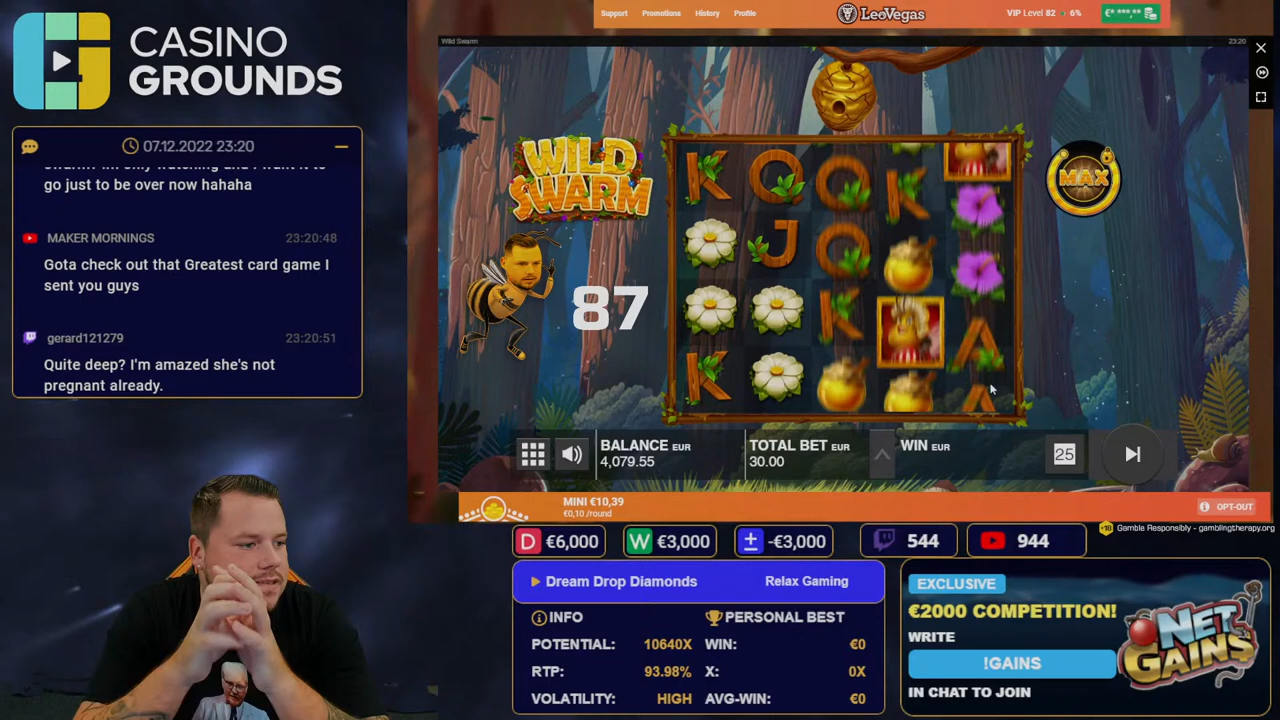 CASINO
GROUNDS
07.12.2022 23:20
go just to be over now hahaha
MAKER MORNINGS 23:20:48
Gota check out that Greatest card game I
sent you guys
gerard121279 23:20:51
Quite deep? I'm amazed she's not
pregnant already.
Support Promotions History Profile
LeoVegas
VIP Level 82 6%
€* ***,**
Wild Swarm 23:20
WILD
SWARM
87
MAX
K Q Q K
J Q
K A
K A
BALANCE EUR
4,079.55
TOTAL BET EUR
30.00
WIN EUR
25
MINI €10,39
€0,10 /round
OPT-OUT
D €6,000
W €3,000
± -€3,000
544
944
+18 Gamble Responsibly - gamblingtherapy.org
Dream Drop Diamonds Relax Gaming
INFO
POTENTIAL: 10640X
RTP: 93.98%
VOLATILITY: HIGH
PERSONAL BEST
WIN: €0
X: 0X
AVG-WIN: €0
EXCLUSIVE
€2000 COMPETITION!
WRITE
!GAINS
IN CHAT TO JOIN
NET
GAINS